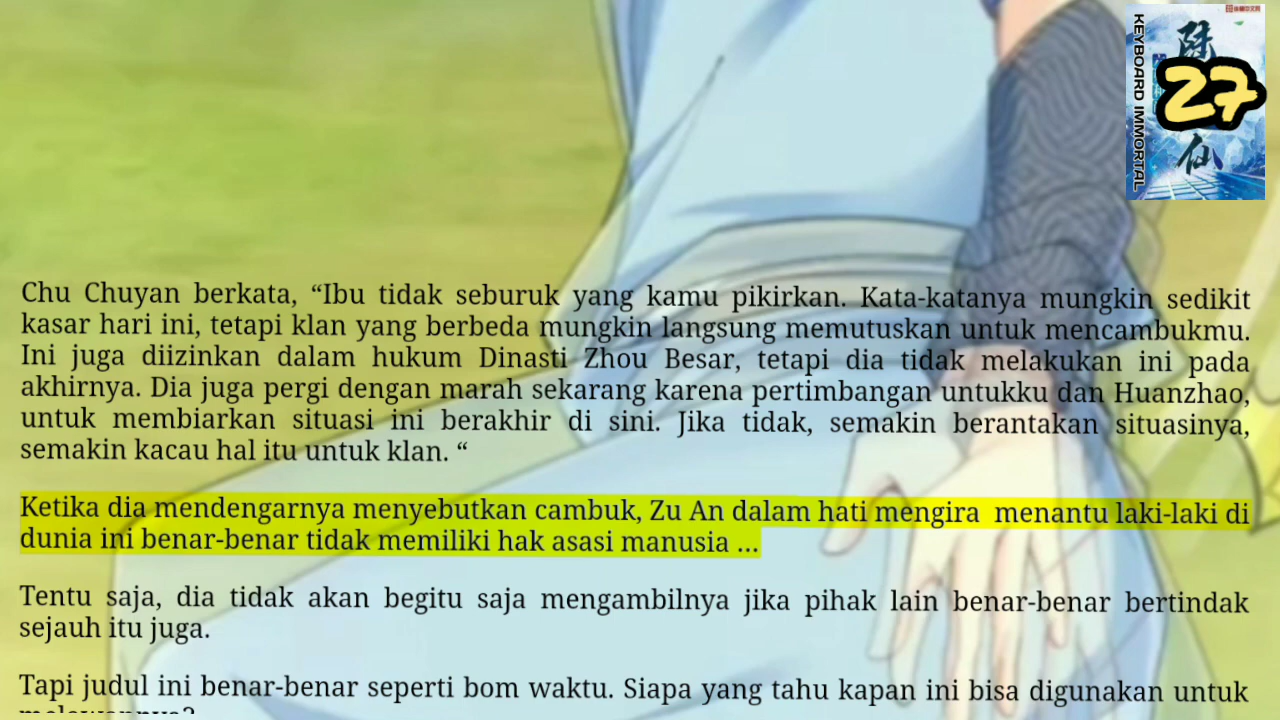 陆
仙
KEYBOARD IMMORTAL
27
Chu Chuyan berkata, “Ibu tidak seburuk yang kamu pikirkan. Kata-katanya mungkin sedikit
kasar hari ini, tetapi klan yang berbeda mungkin langsung memutuskan untuk mencambukmu.
Ini juga diizinkan dalam hukum Dinasti Zhou Besar, tetapi dia tidak melakukan ini pada
akhirnya. Dia juga pergi dengan marah sekarang karena pertimbangan untukku dan Huanzhao,
untuk membiarkan situasi ini berakhir di sini. Jika tidak, semakin berantakan situasinya,
semakin kacau hal itu untuk klan. “
Ketika dia mendengarnya menyebutkan cambuk, Zu An dalam hati mengira menantu laki-laki di
dunia ini benar-benar tidak memiliki hak asasi manusia ...
Tentu saja, dia tidak akan begitu saja mengambilnya jika pihak lain benar-benar bertindak
sejauh itu juga.
Tapi judul ini benar-benar seperti bom waktu. Siapa yang tahu kapan ini bisa digunakan untuk